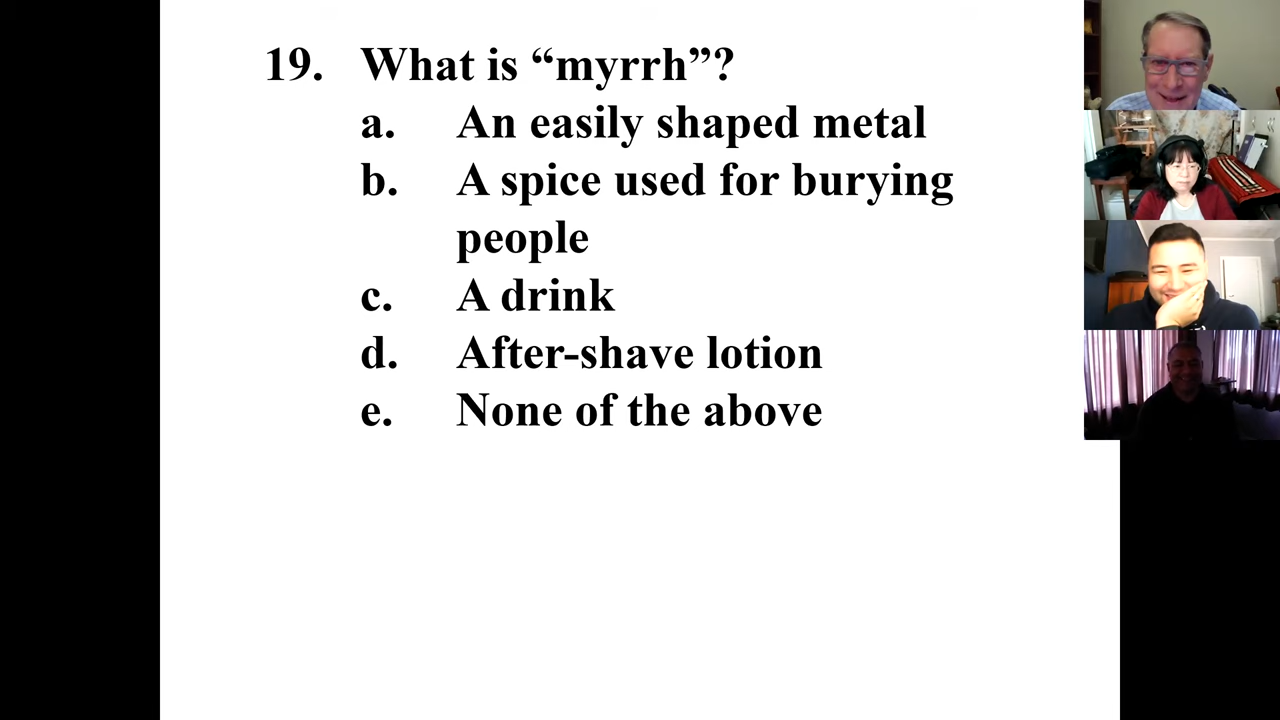 19. What is “myrrh”?
a. An easily shaped metal
b. A spice used for burying
people
c. A drink
d. After-shave lotion
e. None of the above